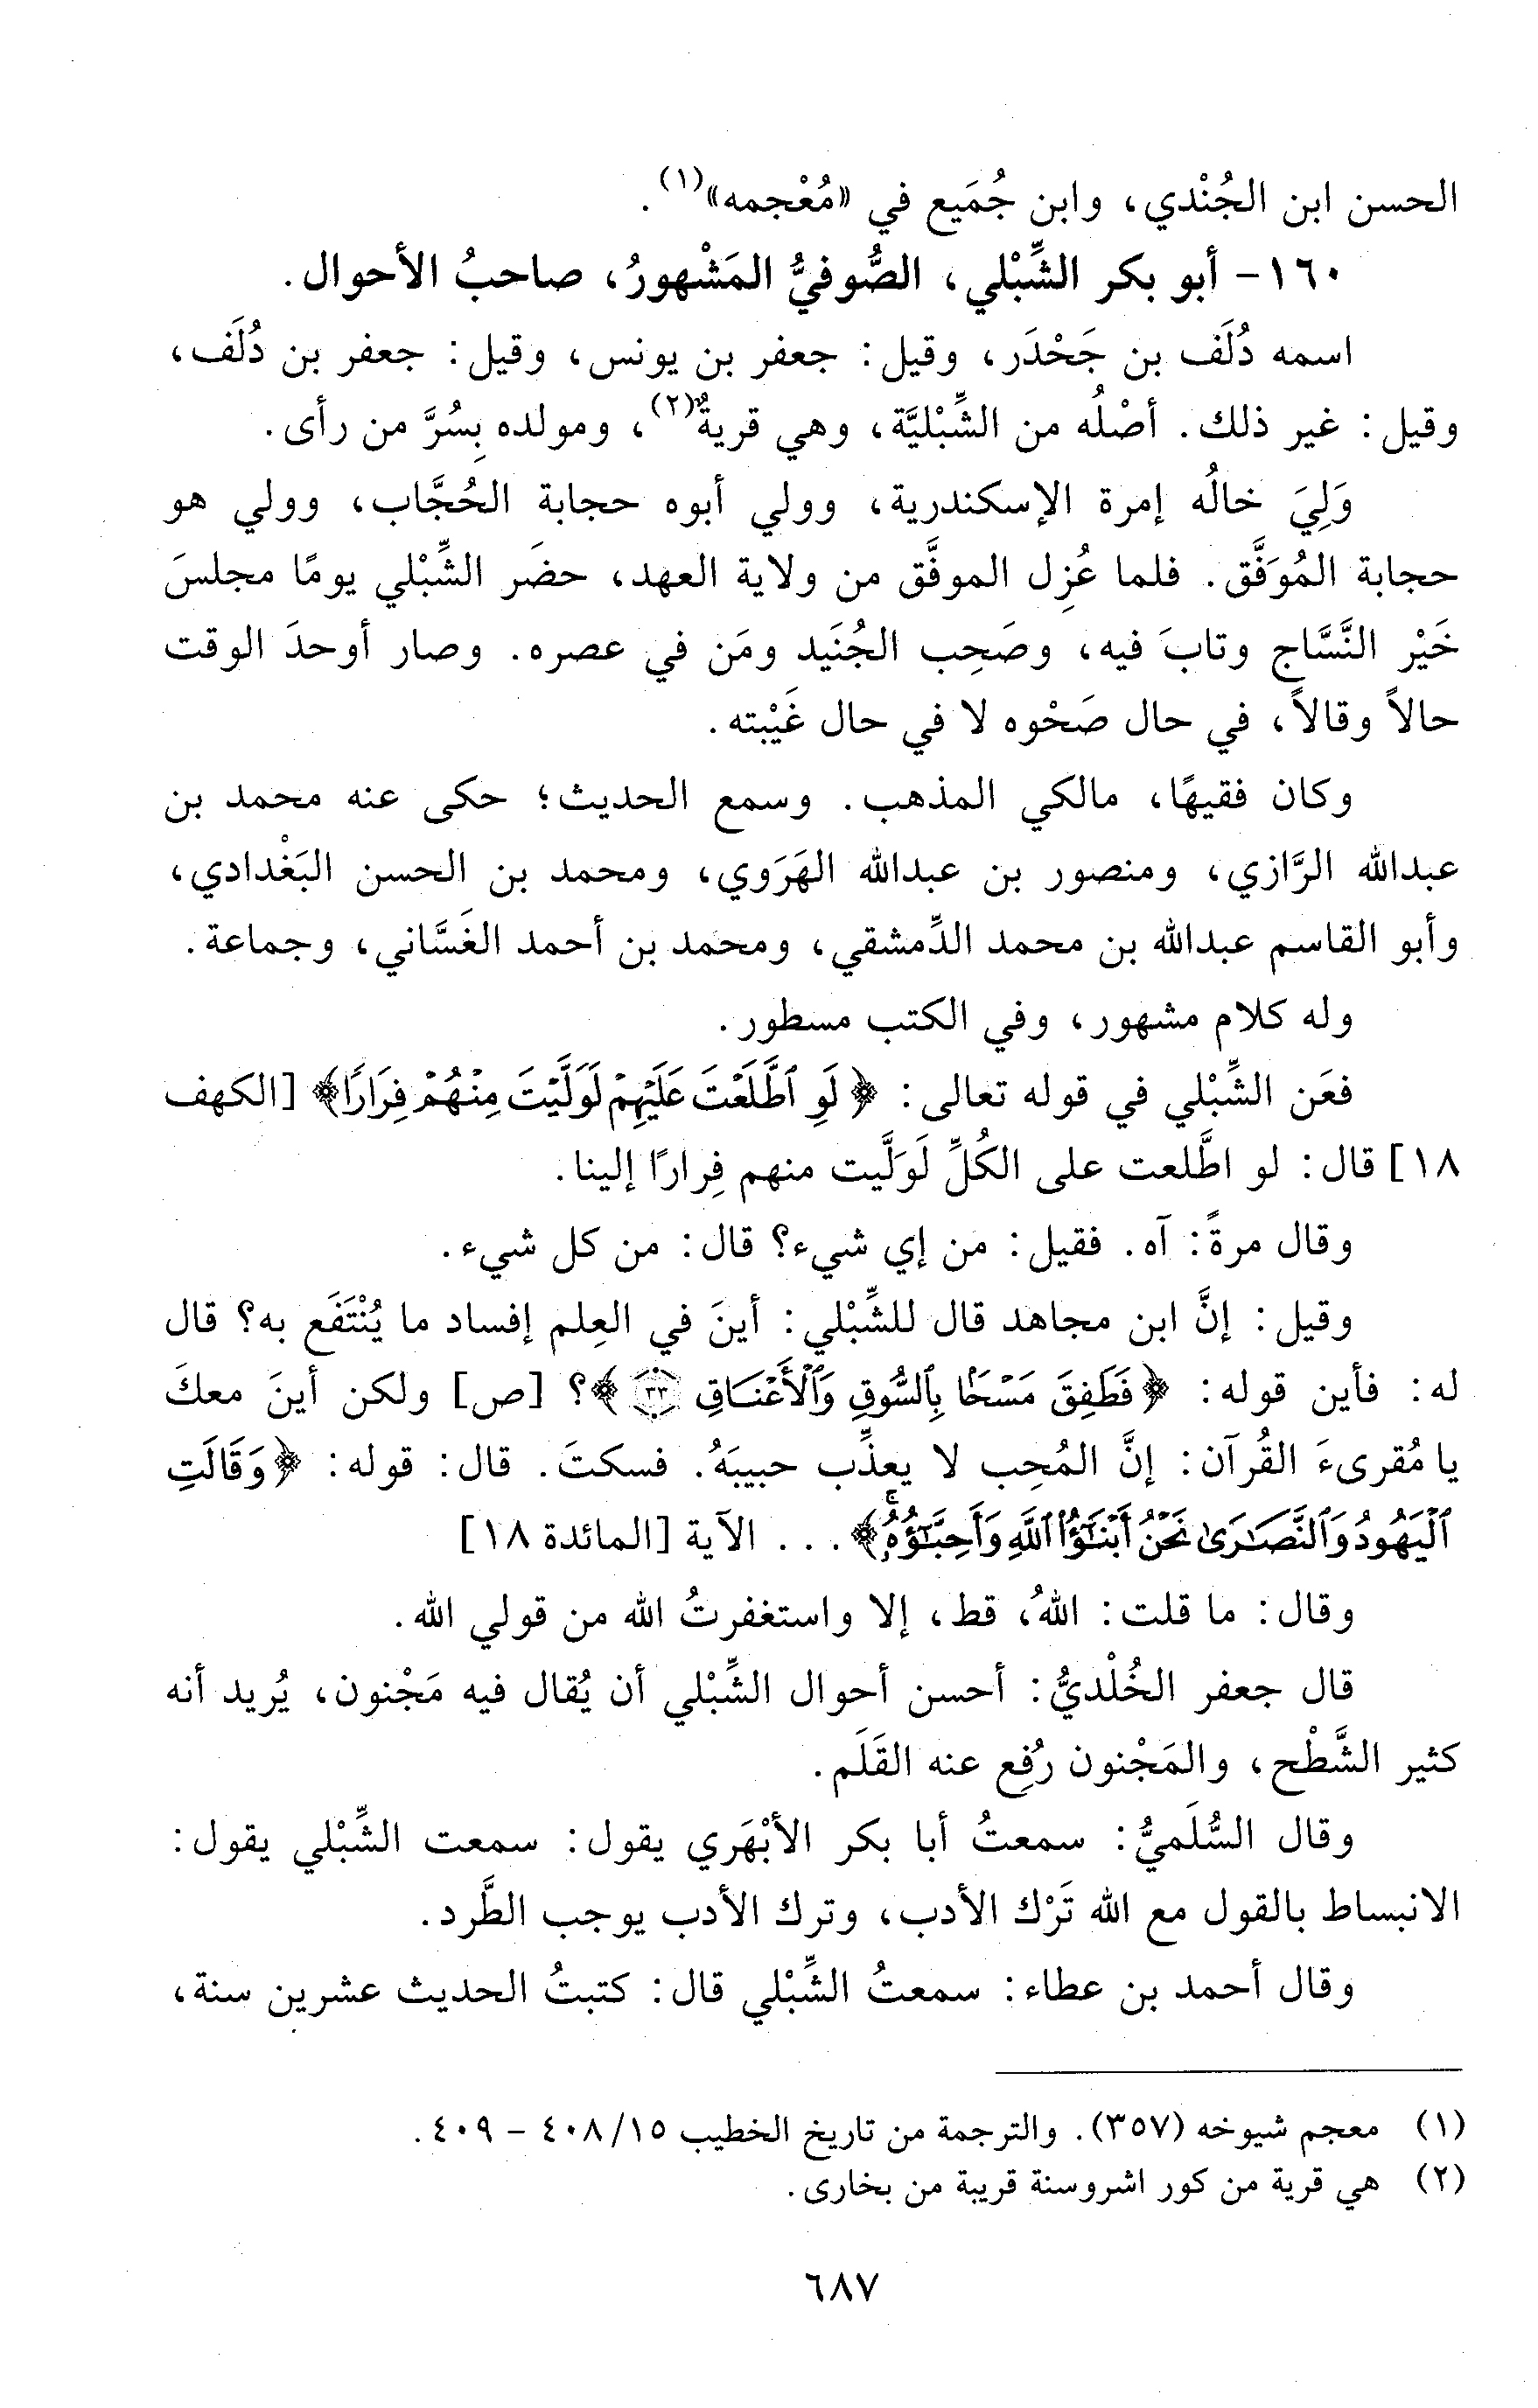 الحسن ابن الجُنْدي، وابن جُمَيع في «مُعْجمه»(١).
١٦٠- أبو بكر الشِّبْلي، الصُّوفيُّ المَشْهورُ، صاحبُ الأحوال.
اسمه دُلَف بن جَحْدَر، وقيل: جعفر بن يونس، وقيل: جعفر بن دُلَف،
وقيل: غير ذلك. أصْلُه من الشِّبْليَّة، وهي قريةٌ(٢)، ومولده بِسُرَّ من رأى.
وَلِيَ خالُه إمرة الإسكندرية، وولي أبوه حجابة الحُجَّاب، وولي هو
حجابة المُوَفَّق. فلما عُزِل الموفَّق من ولاية العهد، حضَر الشِّبْلي يومًا مجلسَ
خَيْر النَّسَّاج وتابَ فيه، وصَحِب الجُنَيد ومَن في عصره. وصار أوحدَ الوقت
حالاً وقالاً، في حال صَحْوه لا في حال غَيْبته.
وكان فقيهًا، مالكي المذهب. وسمع الحديث؛ حكى عنه محمد بن
عبدالله الرَّازي، ومنصور بن عبدالله الهَرَوي، ومحمد بن الحسن البَغْدادي،
وأبو القاسم عبدالله بن محمد الدِّمشقي، ومحمد بن أحمد الغَسَّاني، وجماعة.
وله كلام مشهور، وفي الكتب مسطور.
فعَن الشِّبْلي في قوله تعالى: ﴿لَوِ ٱطَّلَعْتَ عَلَيْهِمْ لَوَلَّيْتَ مِنْهُمْ فِرَارًا﴾ [الكهف
١٨] قال: لو اطَّلعت على الكُلِّ لَوَلَّيت منهم فِرارًا إلينا.
وقال مرةً: آه. فقيل: من إي شيء؟ قال: من كل شيء.
وقيل: إنَّ ابن مجاهد قال للشِّبْلي: أينَ في العِلم إفساد ما يُنْتَفَع به؟ قال
له: فأين قوله: ﴿فَطَفِقَ مَسْحًا بِٱلسُّوقِ وَٱلْأَعْنَاقِ ٣٣﴾؟ [ص] ولكن أينَ معكَ
يا مُقرىءَ القُرآن: إنَّ المُحِب لا يعذِّب حبيبَهُ. فسكتَ. قال: قوله: ﴿وَقَالَتِ
ٱلْيَهُودُ وَٱلنَّصَٰرَىٰ نَحْنُ أَبْنَٰٓؤُا۟ ٱللَّهِ وَأَحِبَّٰٓؤُهُۥ ۚ﴾ . . . الآية [المائدة ١٨]
وقال: ما قلت: اللهُ، قط، إلا واستغفرتُ الله من قولي الله.
قال جعفر الخُلْديُّ: أحسن أحوال الشِّبْلي أن يُقال فيه مَجْنون، يُريد أنه
كثير الشَّطْح، والمَجْنون رُفِع عنه القَلَم.
وقال السُّلَميُّ: سمعتُ أبا بكر الأبْهَري يقول: سمعت الشِّبْلي يقول:
الانبساط بالقول مع الله تَرْك الأدب، وترك الأدب يوجب الطَّرد.
وقال أحمد بن عطاء: سمعتُ الشِّبْلي قال: كتبتُ الحديث عشرين سنة،
(١) معجم شيوخه (٣٥٧). والترجمة من تاريخ الخطيب ١٥/ ٤٠٨ - ٤٠٩.
(٢) هي قرية من كور اشروسنة قريبة من بخارى.
٦٨٧